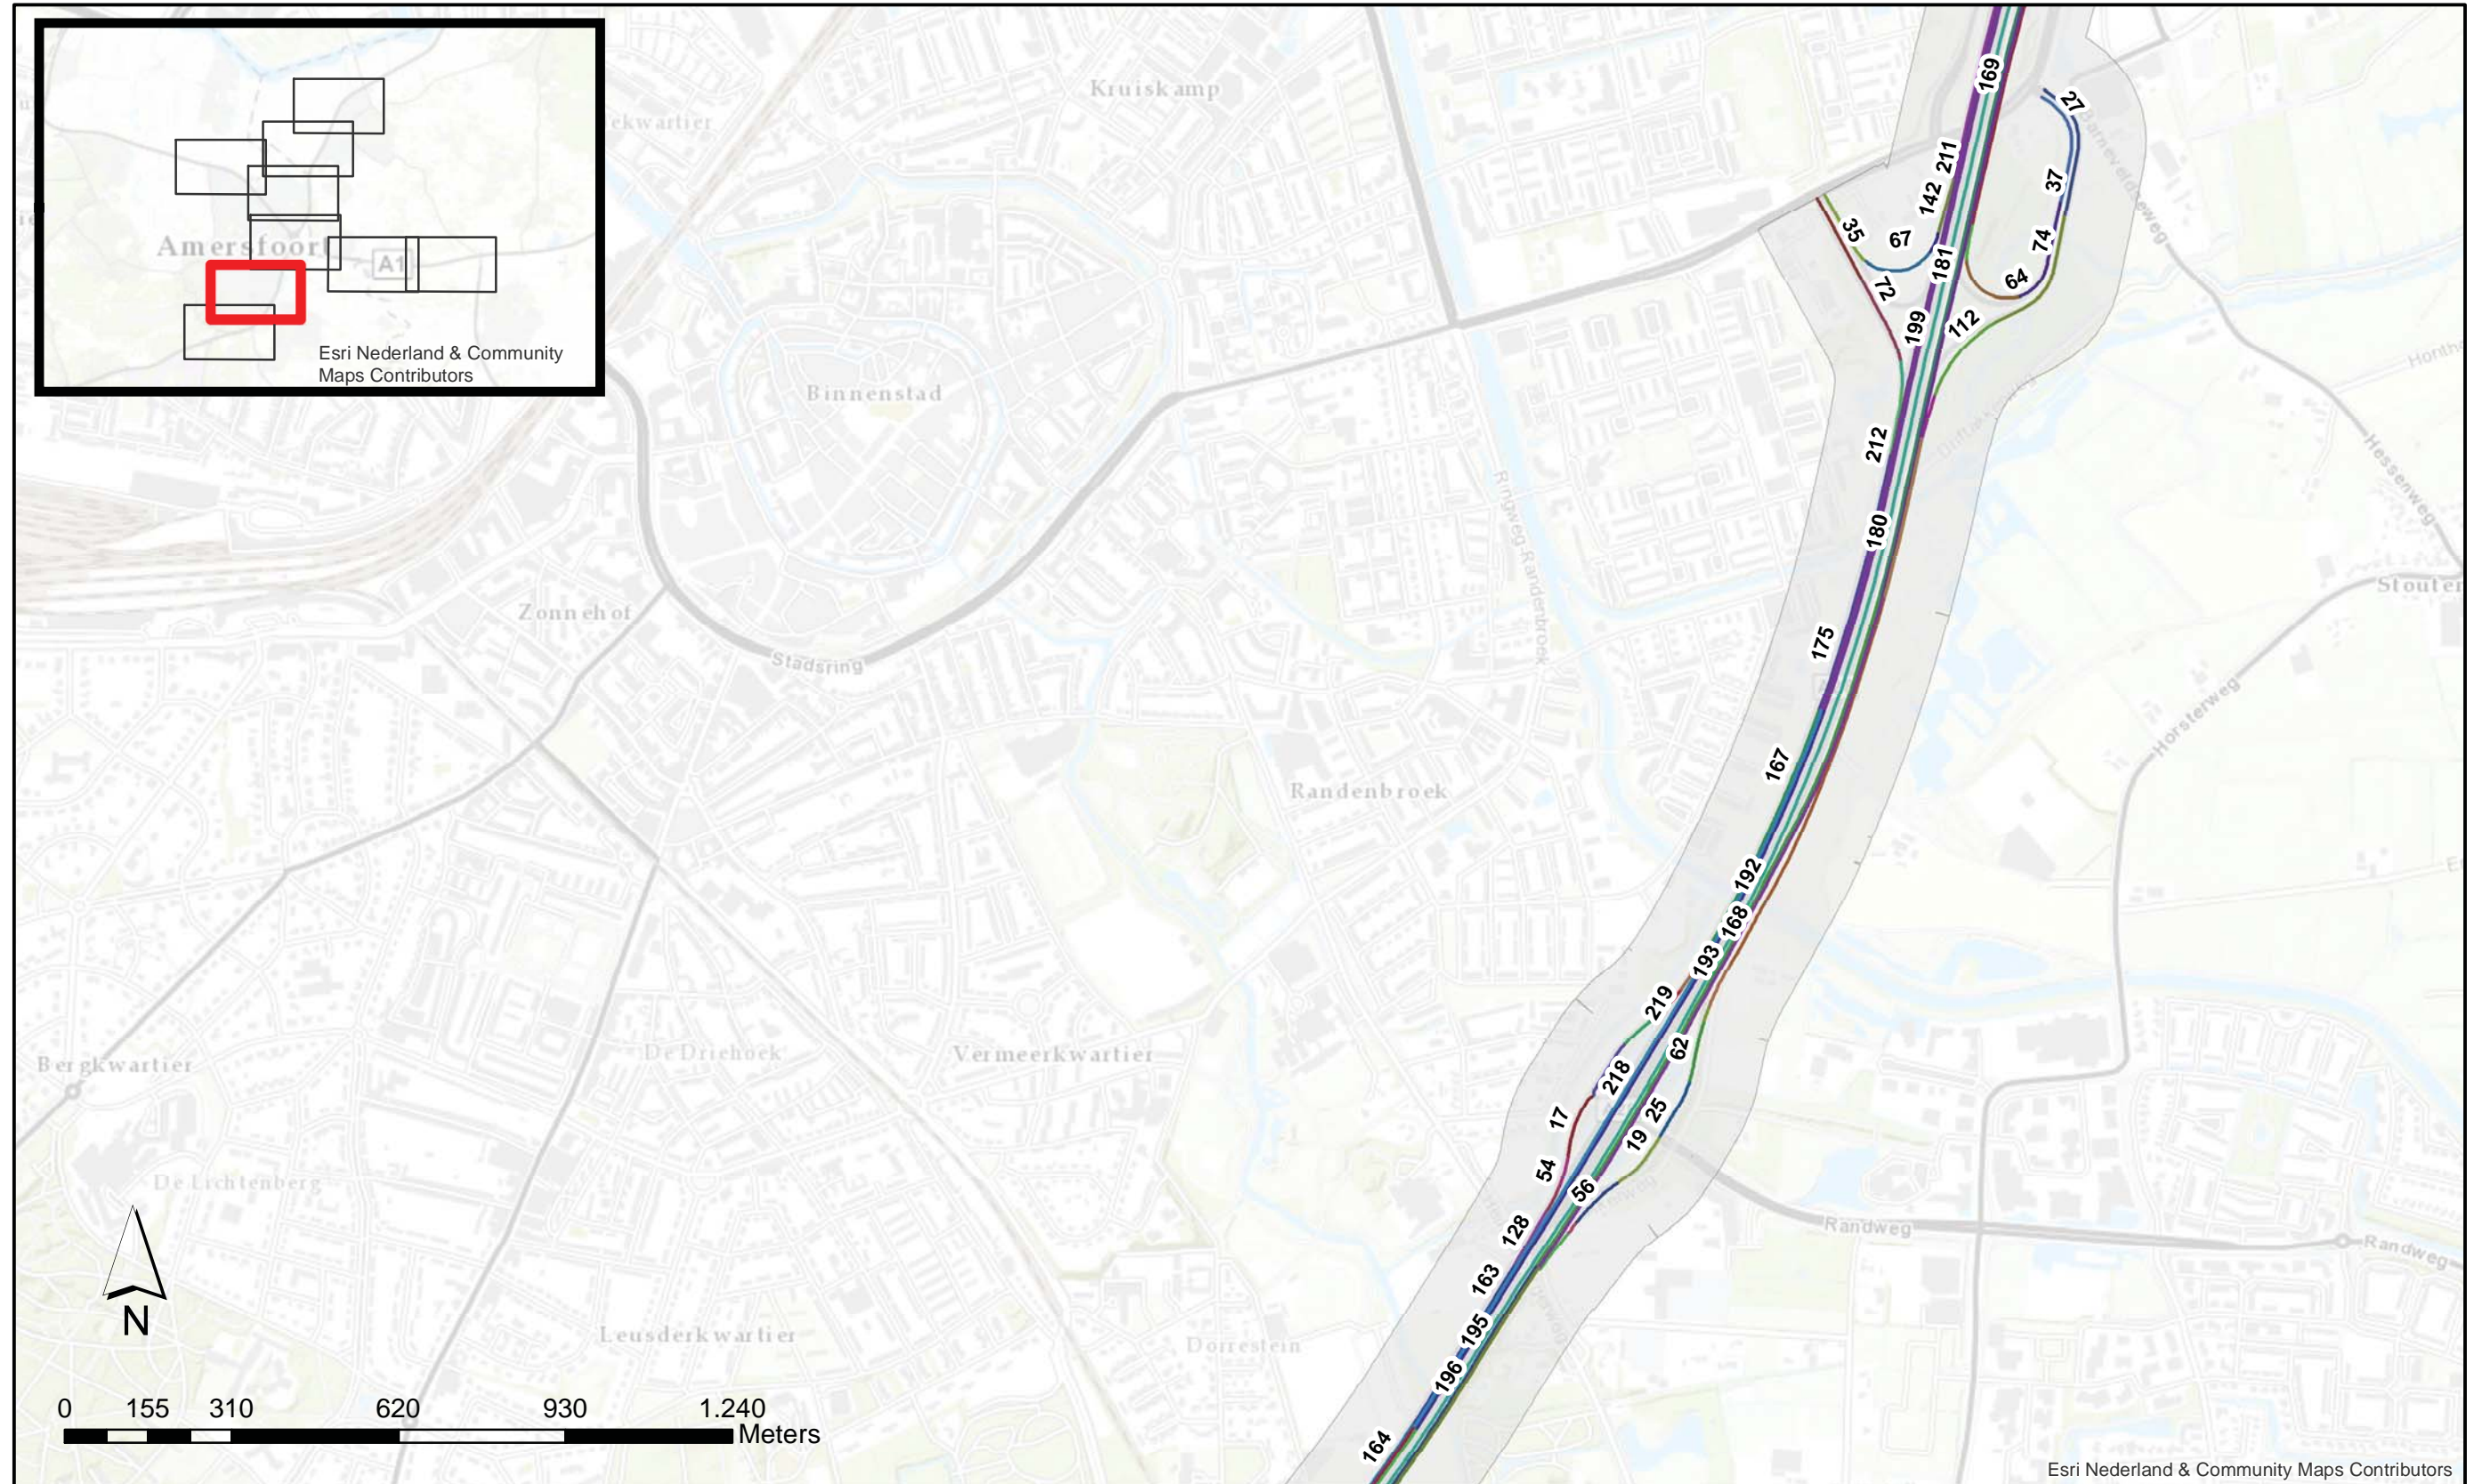 Kruiskamp
ekwartier
Amersfoort
A1
Esri Nederland & Community
Maps Contributors
Binnenstad
Zonnehof
Stadsring
Ringweg-Randenbroek
Barneveldseweg
Hessenweg
Stouten
Horsterweg
Randenbroek
Bergkwartier
De Driehoek
Vermeerkwartier
De Lichtenberg
Leusderkwartier
Dorrestein
Randweg
Randweg
169
27
211
142
37
35
67
74
181
64
72
199
112
212
180
175
167
192
168
193
219
62
218
17
25
19
54
56
128
163
195
196
164
N
0 155 310 620 930 1.240
Meters
Esri Nederland & Community Maps Contributors